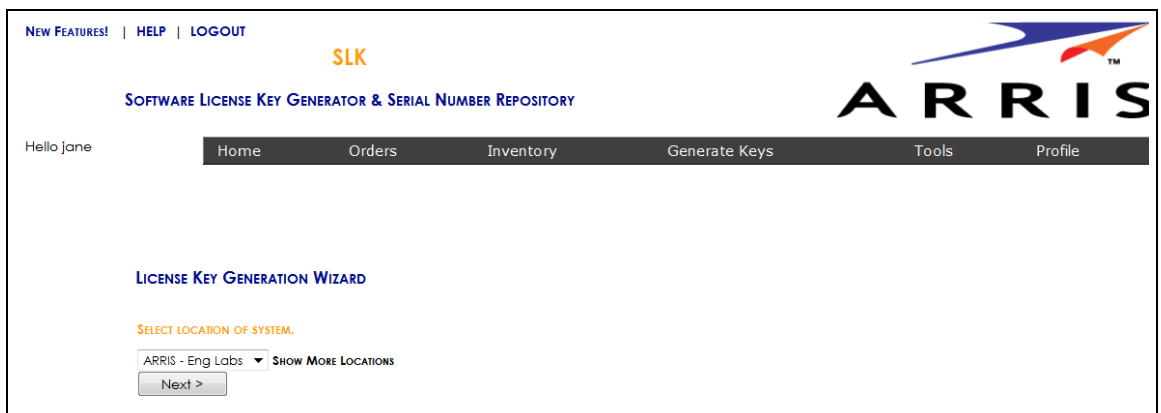 New Features! | HELP | LOGOUT
SLK
Software License Key Generator & Serial Number Repository
TM
ARRIS
Hello jane
Home Orders Inventory Generate Keys Tools Profile
License Key Generation Wizard
Select location of system.
ARRIS - Eng Labs Show More Locations
Next >